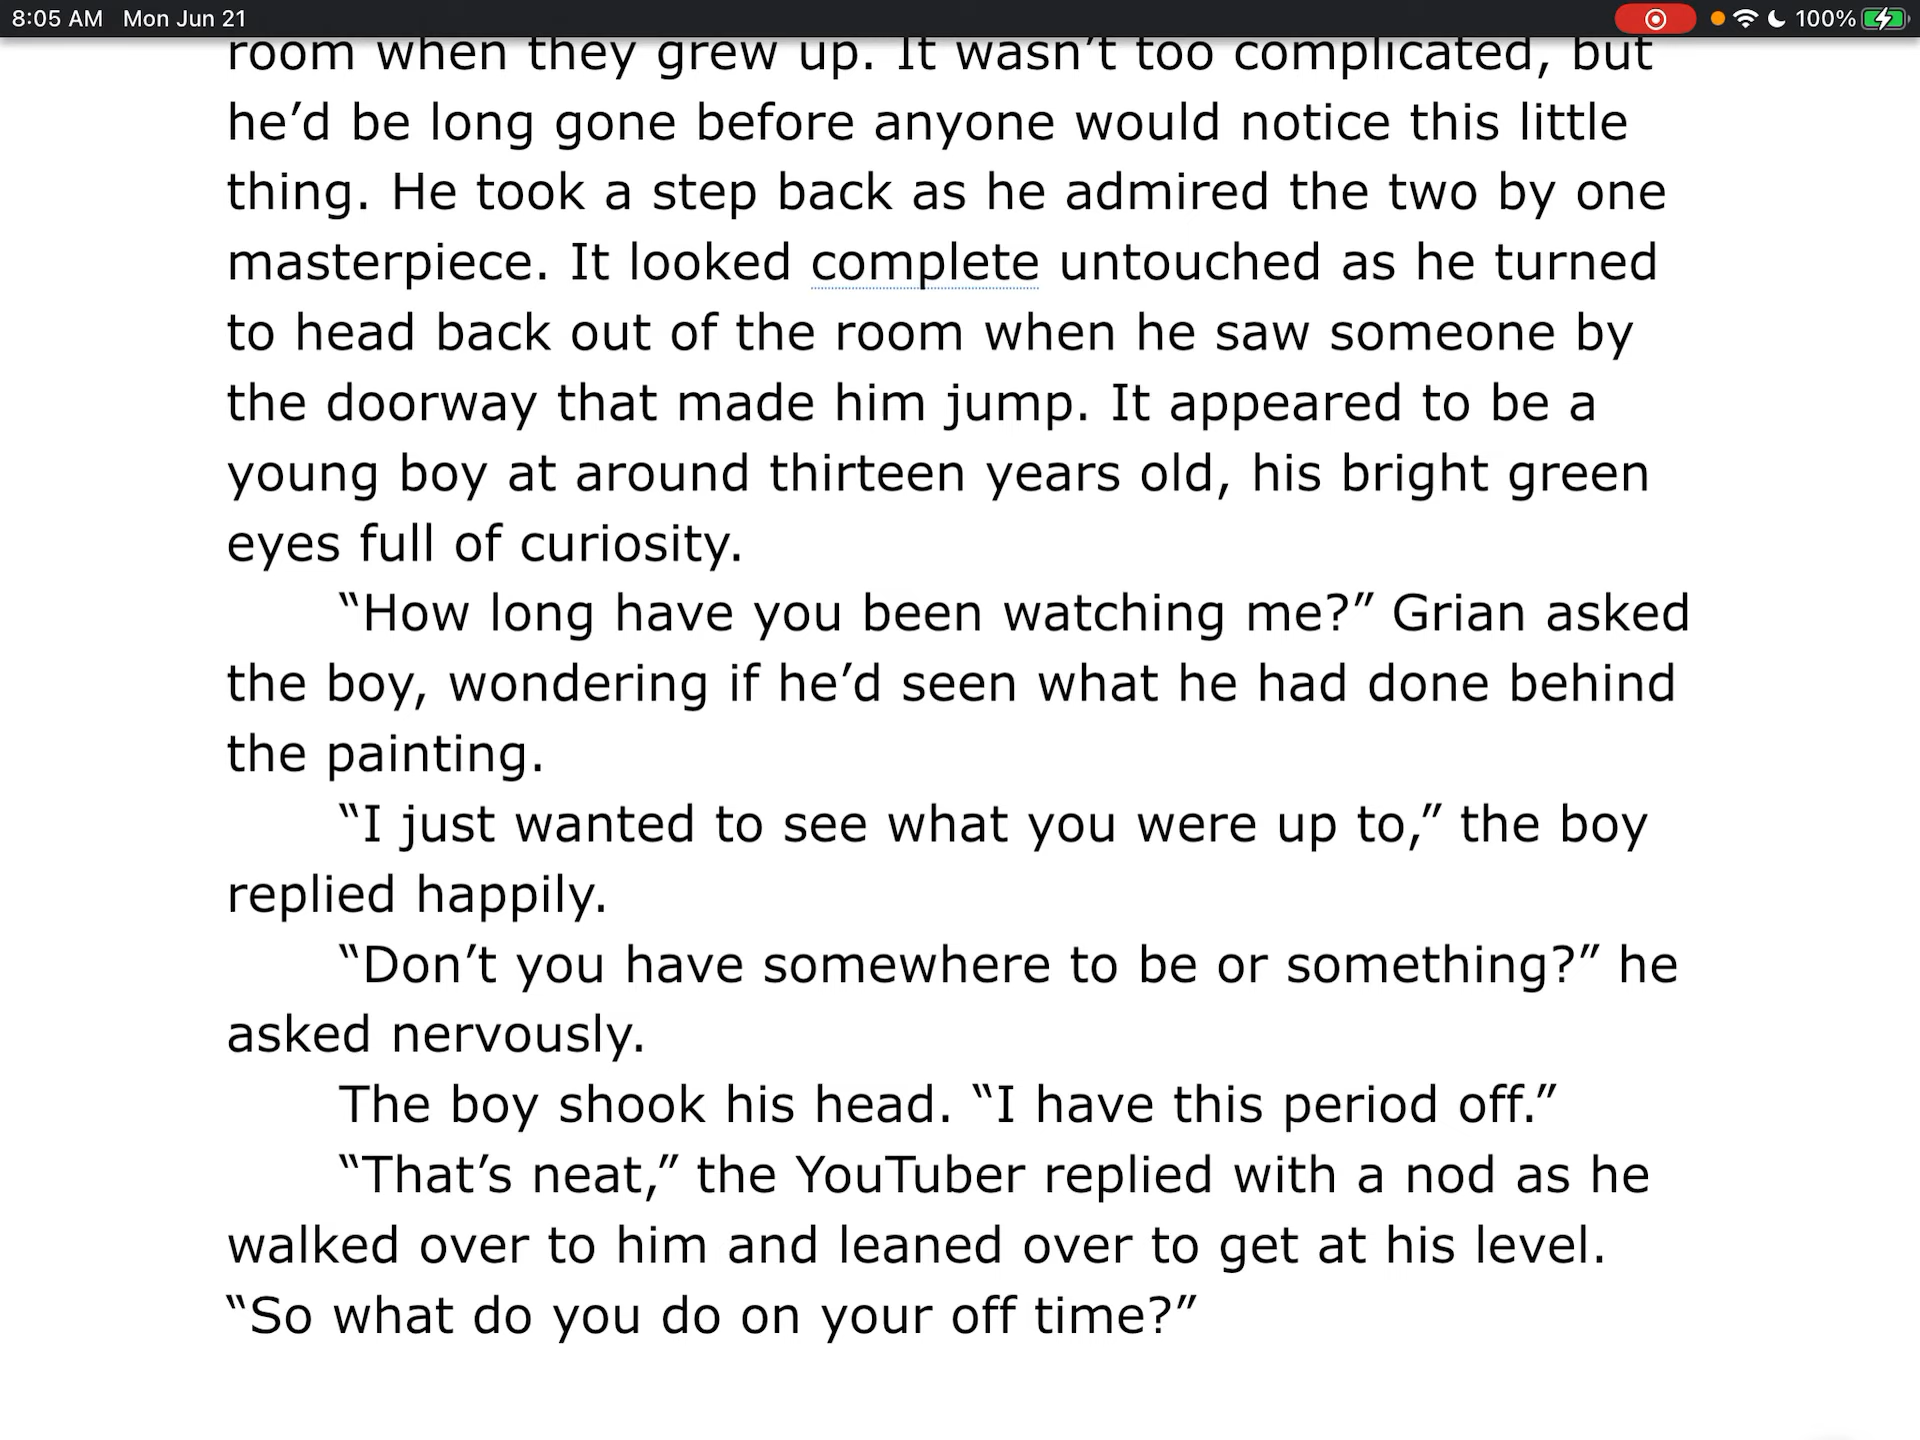 8:05 AM Mon Jun 21 100%
room when they grew up. It wasn’t too complicated, but
he’d be long gone before anyone would notice this little
thing. He took a step back as he admired the two by one
masterpiece. It looked complete untouched as he turned
to head back out of the room when he saw someone by
the doorway that made him jump. It appeared to be a
young boy at around thirteen years old, his bright green
eyes full of curiosity.
“How long have you been watching me?” Grian asked
the boy, wondering if he’d seen what he had done behind
the painting.
“I just wanted to see what you were up to,” the boy
replied happily.
“Don’t you have somewhere to be or something?” he
asked nervously.
The boy shook his head. “I have this period off.”
“That’s neat,” the YouTuber replied with a nod as he
walked over to him and leaned over to get at his level.
“So what do you do on your off time?”